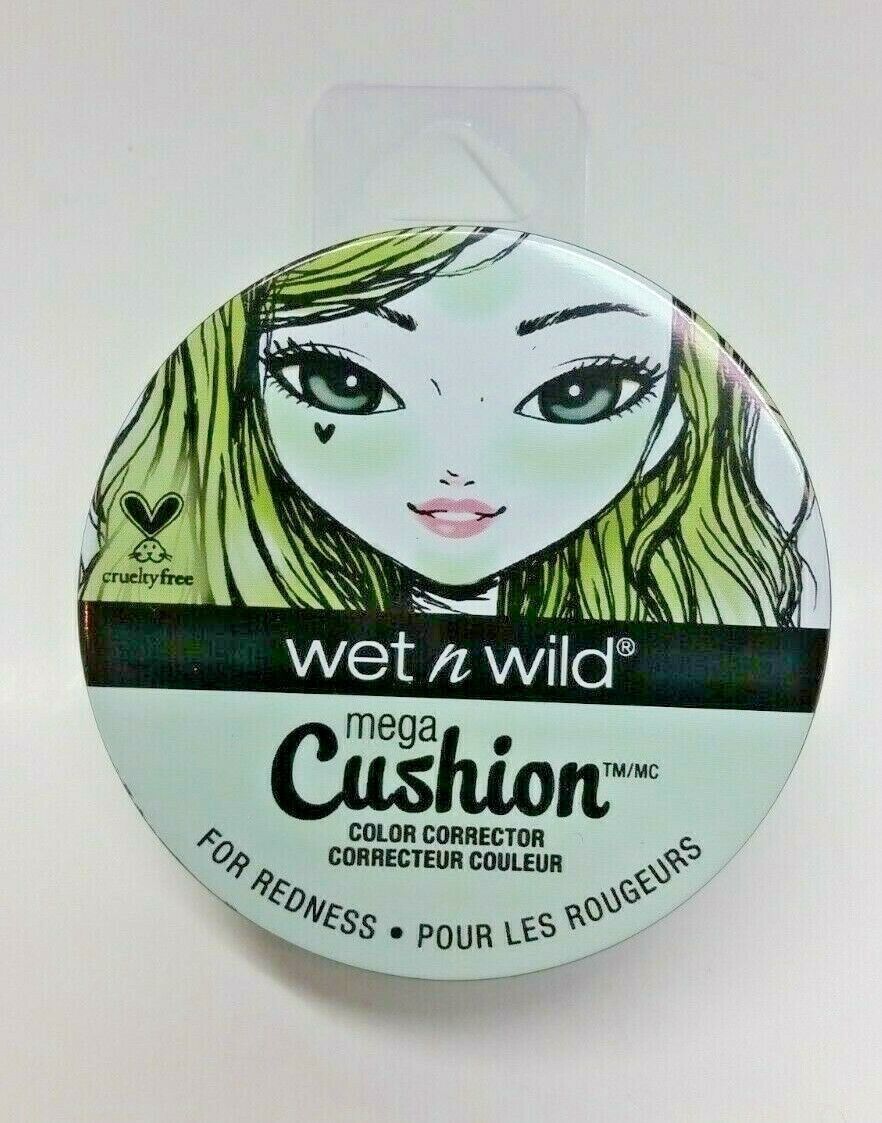 crueltyfree
wet n wild®
mega
Cushion™/MC
COLOR CORRECTOR
CORRECTEUR COULEUR
FOR REDNESS • POUR LES ROUGEURS